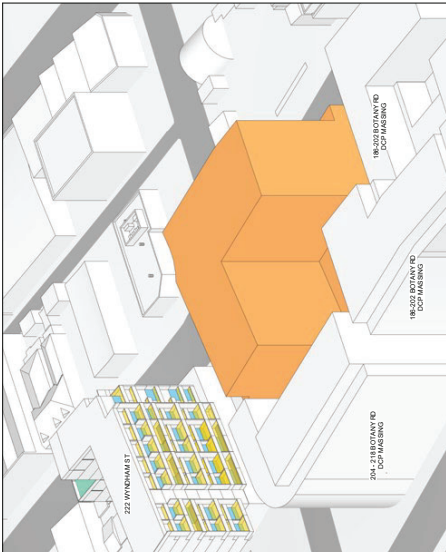 222 WYNDHAM ST
186-202 BOTANY RD
DCP MASSING
186-202 BOTANY RD
DCP MASSING
204 - 218 BOTANY RD
DCP MASSING